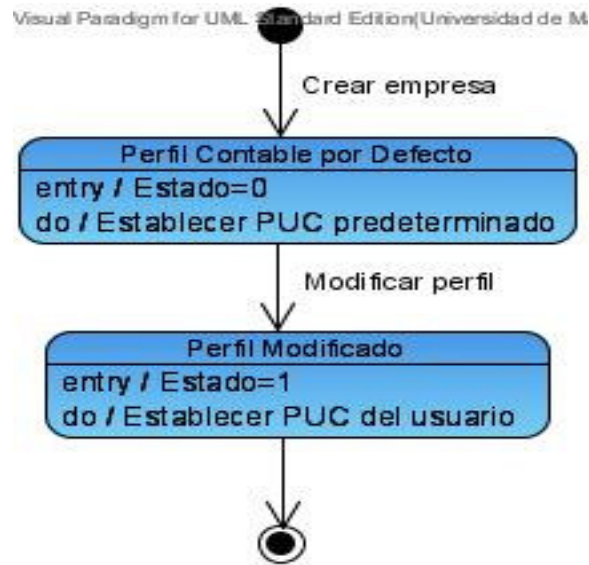 Visual Paradigm for UML Standard Edition(Universidad de Ma
Crear empresa
Perfil Contable por Defecto
entry / Estado=0
do / Establecer PUC predeterminado
Modificar perfil
Perfil Modificado
entry / Estado=1
do / Establecer PUC del usuario